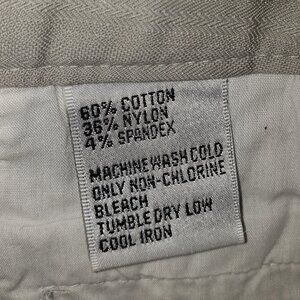 60% COTTON
36% NYLON
4% SPANDEX
MACHINE WASH COLD
ONLY NON-CHLORINE
BLEACH
TUMBLE DRY LOW
COOL IRON